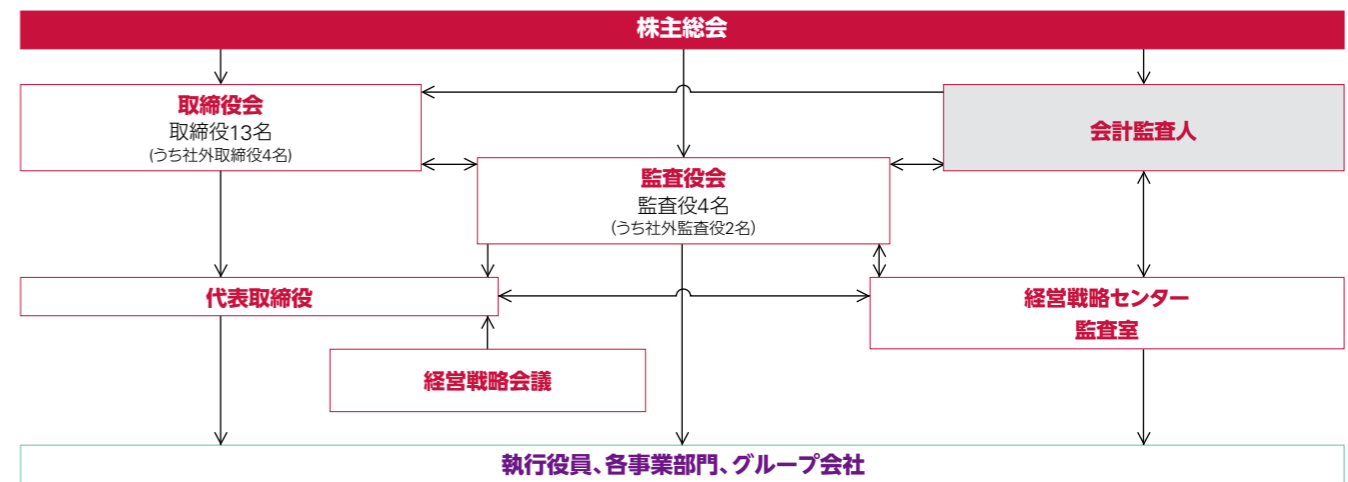 株主総会
取締役会
取締役13名
(うち社外取締役4名)
会計監査人
監査役会
監査役4名
(うち社外監査役2名)
代表取締役
経営戦略センター
監査室
経営戦略会議
執行役員、各事業部門、グループ会社